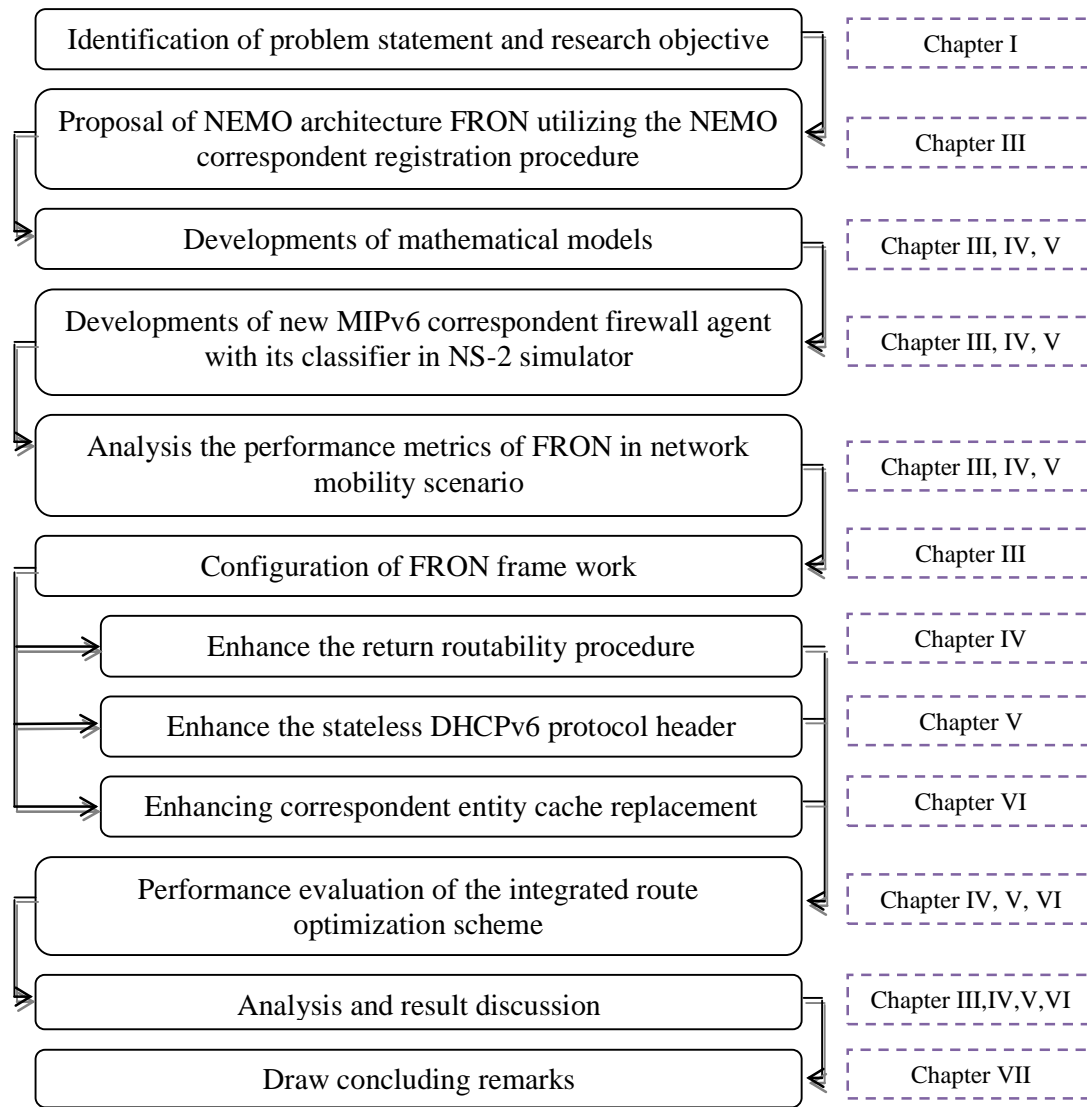 Identification of problem statement and research objective
Chapter I
Proposal of NEMO architecture FRON utilizing the NEMO
correspondent registration procedure
Chapter III
Developments of mathematical models
Chapter III, IV, V
Developments of new MIPv6 correspondent firewall agent
with its classifier in NS-2 simulator
Chapter III, IV, V
Analysis the performance metrics of FRON in network
mobility scenario
Chapter III, IV, V
Configuration of FRON frame work
Chapter III
Enhance the return routability procedure
Chapter IV
Enhance the stateless DHCPv6 protocol header
Chapter V
Enhancing correspondent entity cache replacement
Chapter VI
Performance evaluation of the integrated route
optimization scheme
Chapter IV, V, VI
Analysis and result discussion
Chapter III,IV,V,VI
Draw concluding remarks
Chapter VII